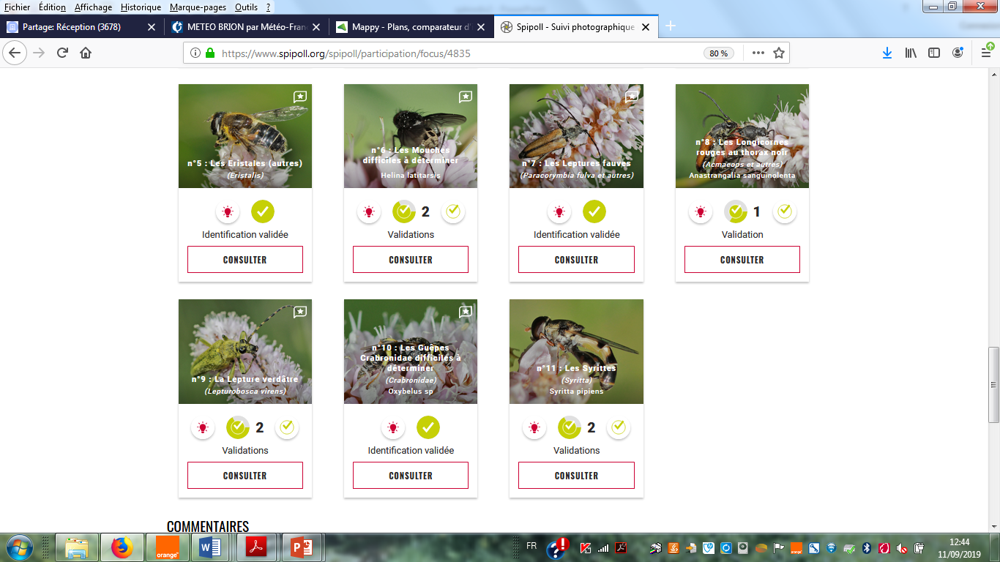 Fichier Édition Affichage Historique Marque-pages Outils ?
Partage: Réception (3678)
METEO BRION par Météo-Fran
Mappy - Plans, comparateur d'
Spipoll - Suivi photographique
https://www.spipoll.org/spipoll/participation/focus/4835
80 %
n°5 : Les Eristales (autres)
(Eristalis)
Identification validée
CONSULTER
n°6 : Les Mouches
difficiles à déterminer
Helina latitarsis
2
Validations
CONSULTER
n°7 : Les Leptures fauves
(Paracorymbia fulva et autres)
Identification validée
CONSULTER
n°8 : Les Longicornes
rouges au thorax noir
(Acmaeops et autres)
Anastrangalia sanguinolenta
1
Validation
CONSULTER
n°9 : La Lepture verdâtre
(Lepturobosca virens)
2
Validations
CONSULTER
n°10 : Les Guêpes
Crabronidae difficiles à
déterminer
(Crabronidae)
Oxybelus sp
Identification validée
CONSULTER
n°11 : Les Syrittes
(Syritta)
Syritta pipiens
2
Validations
CONSULTER
COMMENTAIRES
orange
FR
12:44
11/09/2019